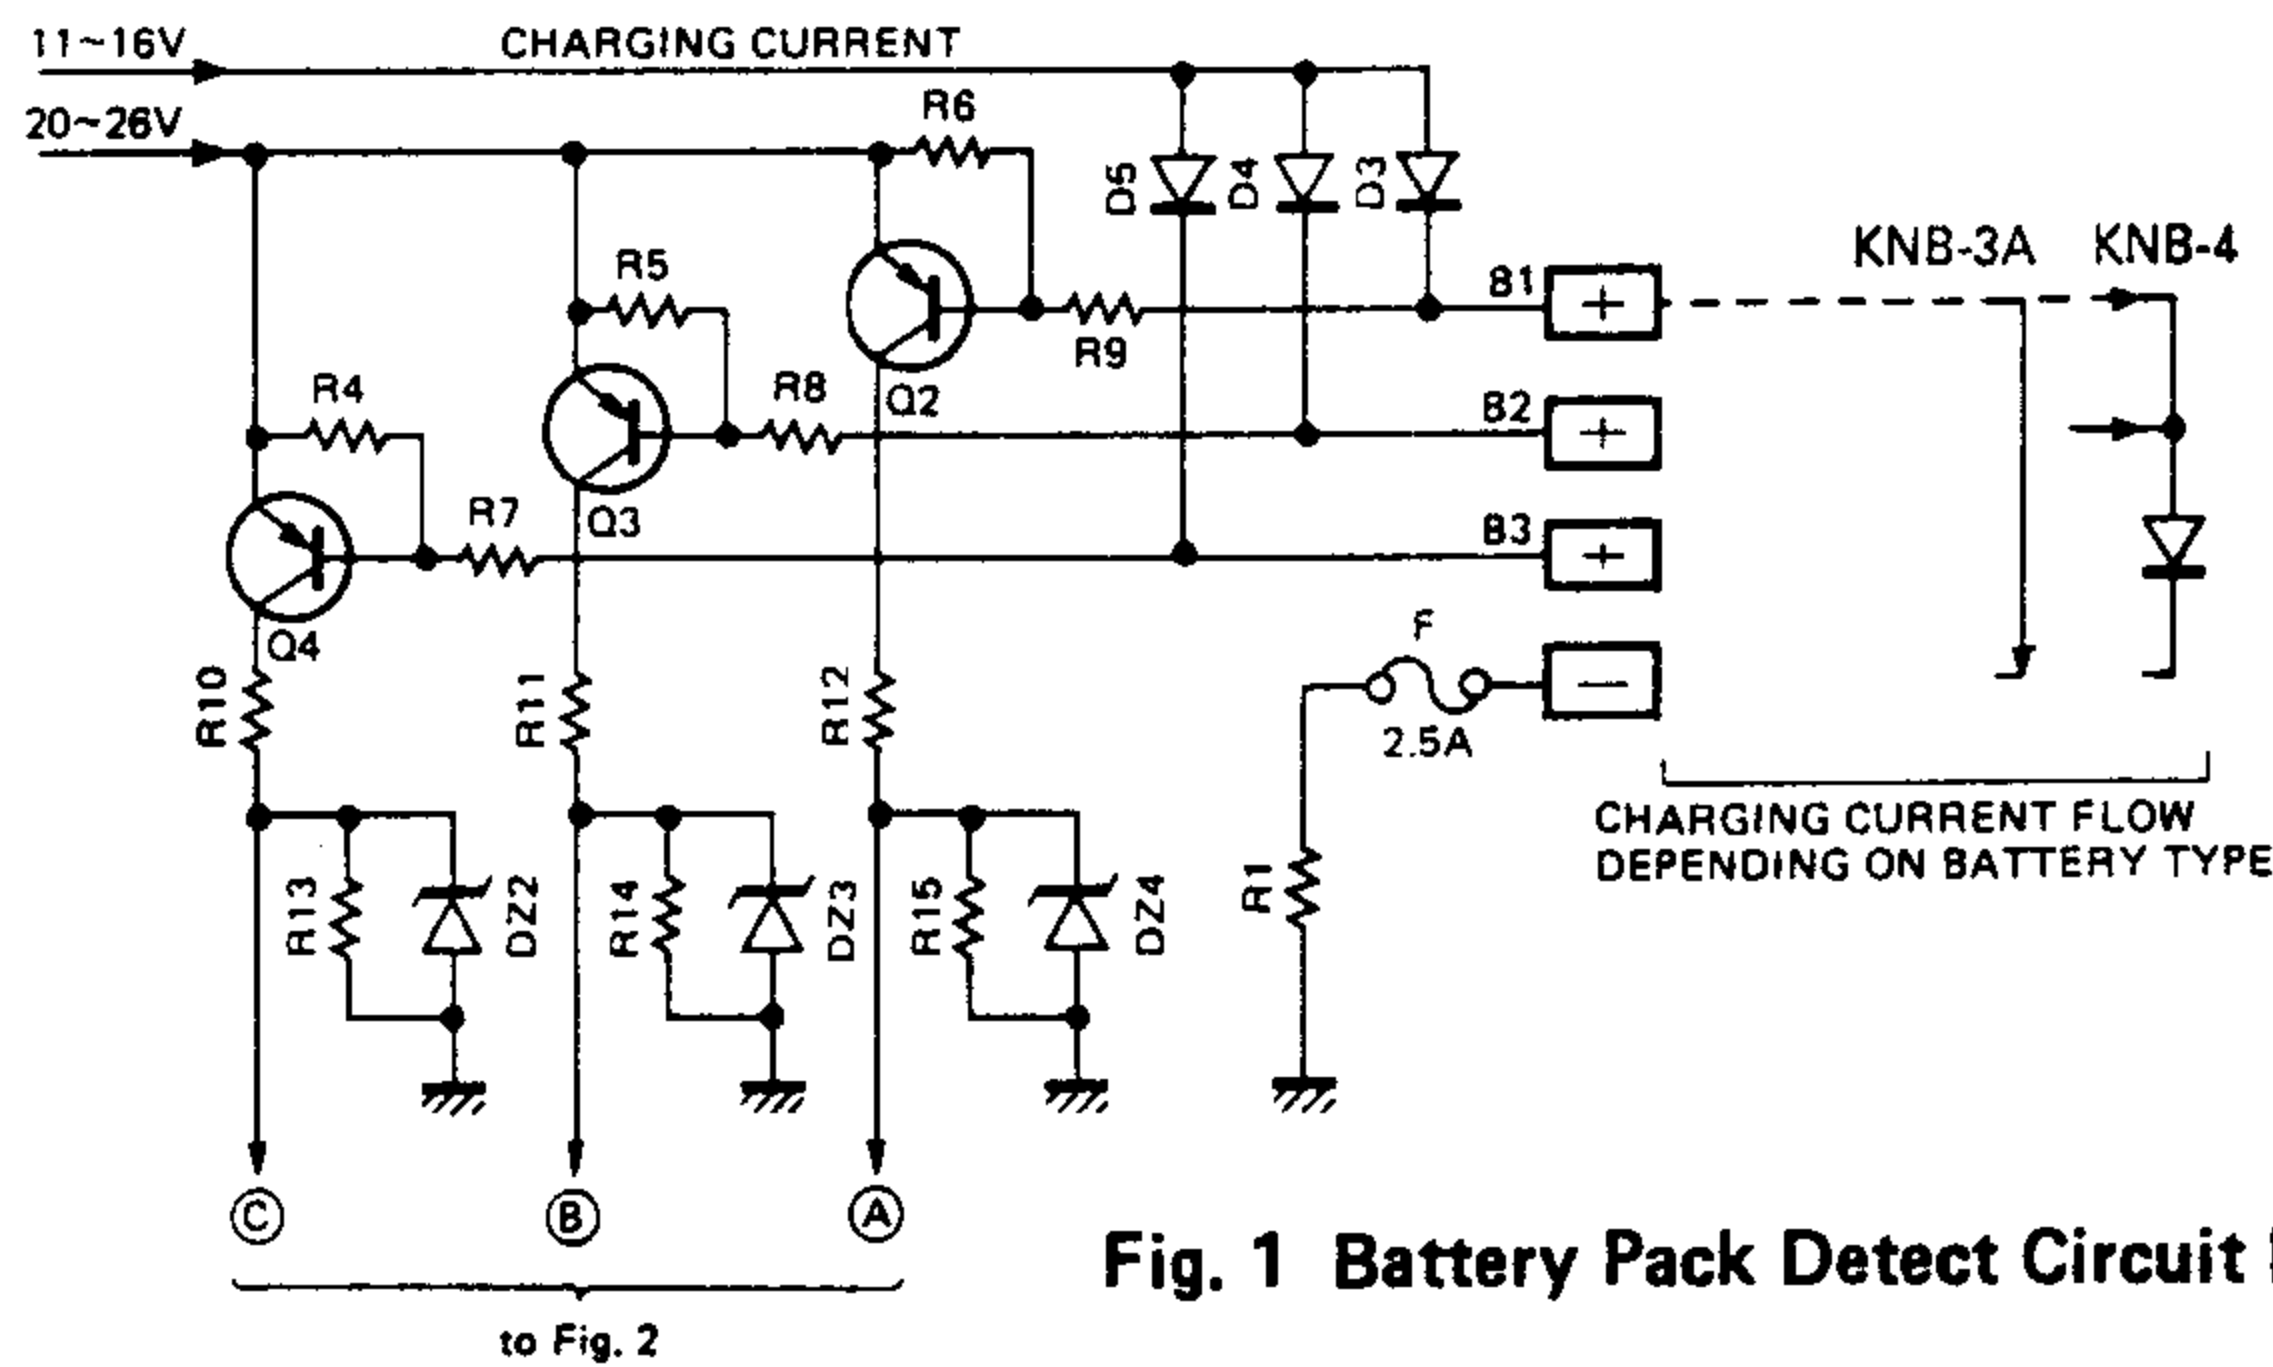 11~16V
CHARGING CURRENT
20~26V
R6
D5
D4
D3
KNB-3A
KNB-4
R5
B1
+
R9
R4
R8
Q2
B2
+
R7
Q3
B3
+
Q4
F
R10
R11
R12
—
2.5A
CHARGING CURRENT FLOW
DEPENDING ON BATTERY TYPE
R13
DZ2
R14
DZ3
R15
DZ4
R1
C
B
A
Fig. 1 Battery Pack Detect Circuit
to Fig. 2